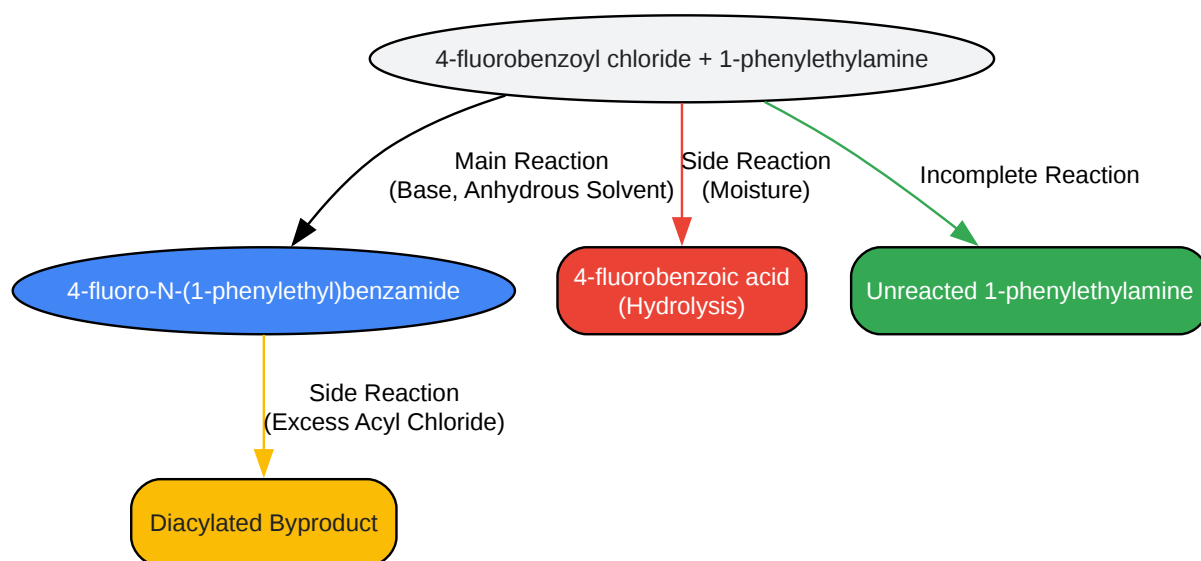 4-fluorobenzoyl chloride + 1-phenylethylamine
Main Reaction
(Base, Anhydrous Solvent)
Side Reaction
(Moisture)
Incomplete Reaction
4-fluoro-N-(1-phenylethyl)benzamide
4-fluorobenzoic acid
(Hydrolysis)
Unreacted 1-phenylethylamine
Side Reaction
(Excess Acyl Chloride)
Diacylated Byproduct